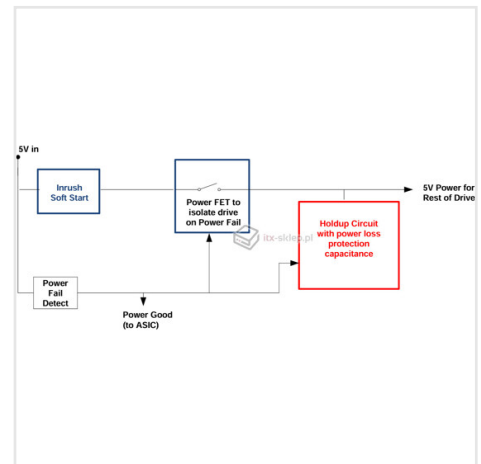 5V in
Inrush
Soft Start
Power FET to
isolate drive
on Power Fail
5V Power for
Rest of Drive
Holdup Circuit
with power loss
protection
capacitance
itx-sklep.pl
Power
Fail
Detect
Power Good
(to ASIC)